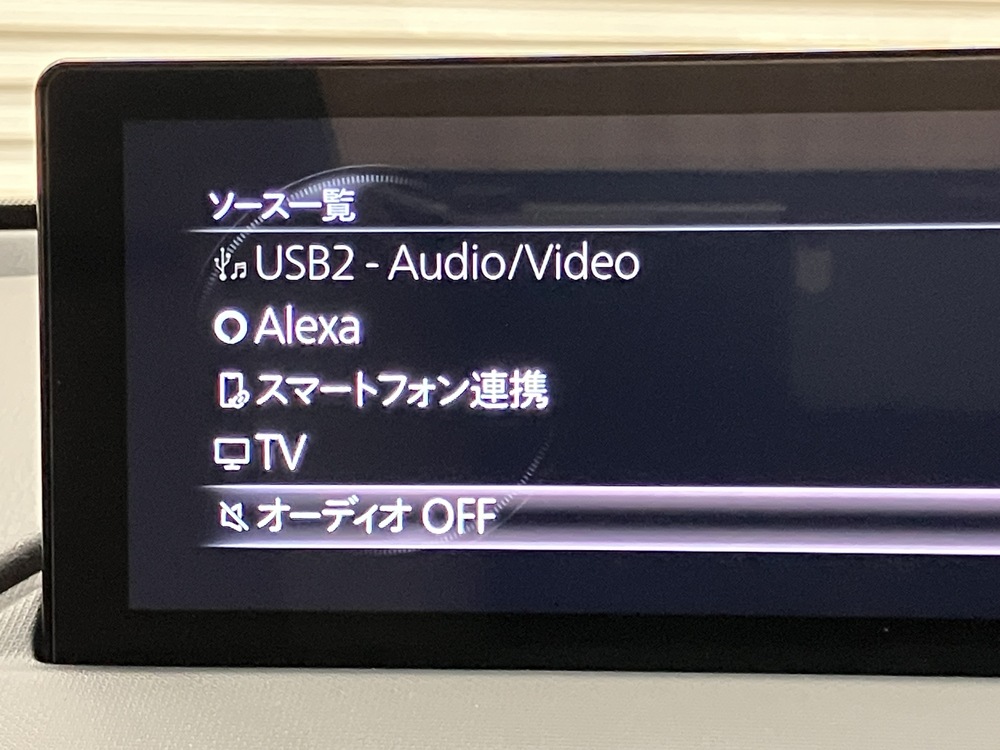 ソース一覧
USB2 - Audio/Video
Alexa
スマートフォン連携
TV
オーディオ OFF